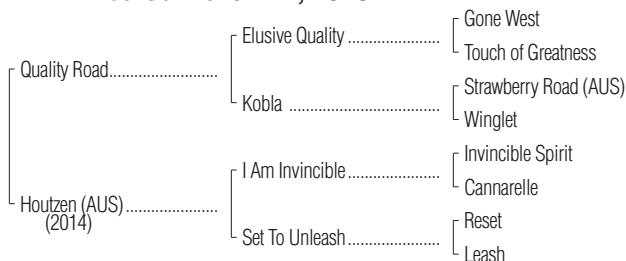 Gone West
Elusive Quality
Touch of Greatness
Quality Road
Strawberry Road (AUS)
Kobla
Winglet
Invincible Spirit
I Am Invincible
Cannarelle
Houtzen (AUS)
(2014)
Reset
Set To Unleash
Leash